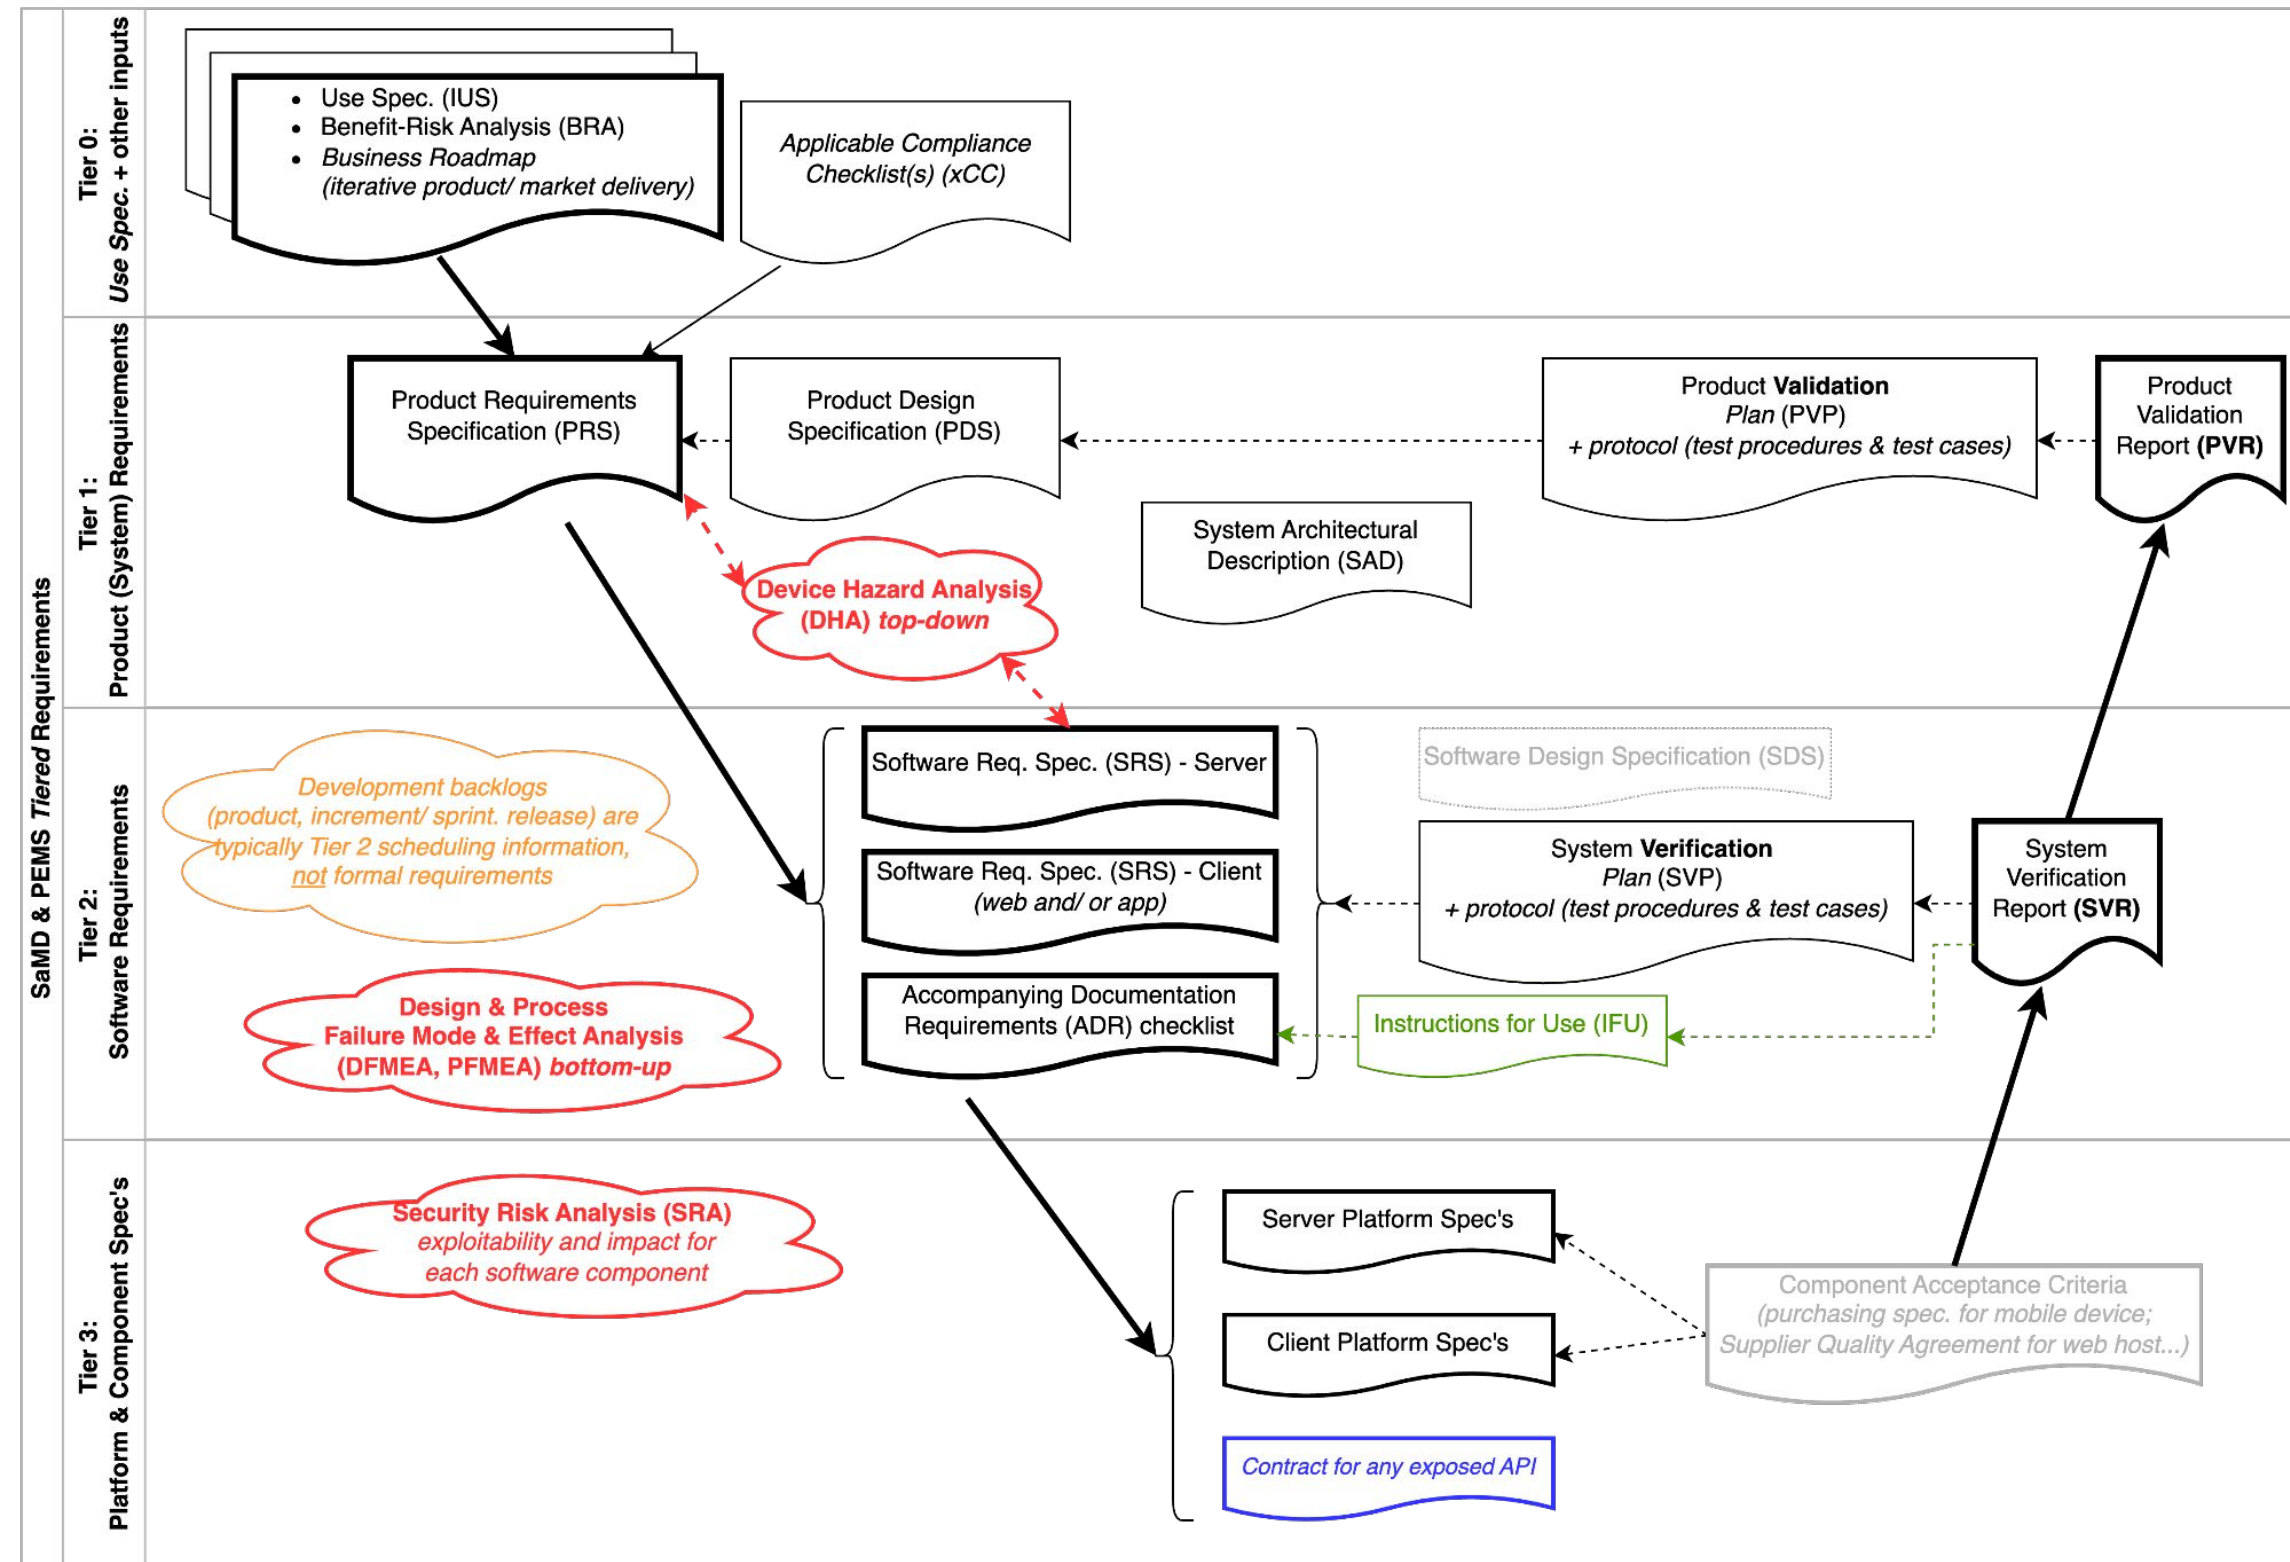 SaMD & PEMS Tiered Requirements
Tier 0:
Use Spec. + other inputs
Use Spec. (IUS)
Benefit-Risk Analysis (BRA)
Business Roadmap
(iterative product/ market delivery)
Applicable Compliance
Checklist(s) (xCC)
Tier 1:
Product (System) Requirements
Product Requirements
Specification (PRS)
Product Design
Specification (PDS)
Product Validation
Plan (PVP)
+ protocol (test procedures & test cases)
Product
Validation
Report (PVR)
System Architectural
Description (SAD)
Device Hazard Analysis
(DHA) top-down
Tier 2:
Software Requirements
Development backlogs
(product, increment/ sprint. release) are
typically Tier 2 scheduling information,
not formal requirements
Design & Process
Failure Mode & Effect Analysis
(DFMEA, PFMEA) bottom-up
Software Req. Spec. (SRS) - Server
Software Req. Spec. (SRS) - Client
(web and/ or app)
Accompanying Documentation
Requirements (ADR) checklist
Software Design Specification (SDS)
System Verification
Plan (SVP)
+ protocol (test procedures & test cases)
System
Verification
Report (SVR)
Instructions for Use (IFU)
Tier 3:
Platform & Component Spec's
Security Risk Analysis (SRA)
exploitability and impact for
each software component
Server Platform Spec's
Client Platform Spec's
Contract for any exposed API
Component Acceptance Criteria
(purchasing spec. for mobile device;
Supplier Quality Agreement for web host...)